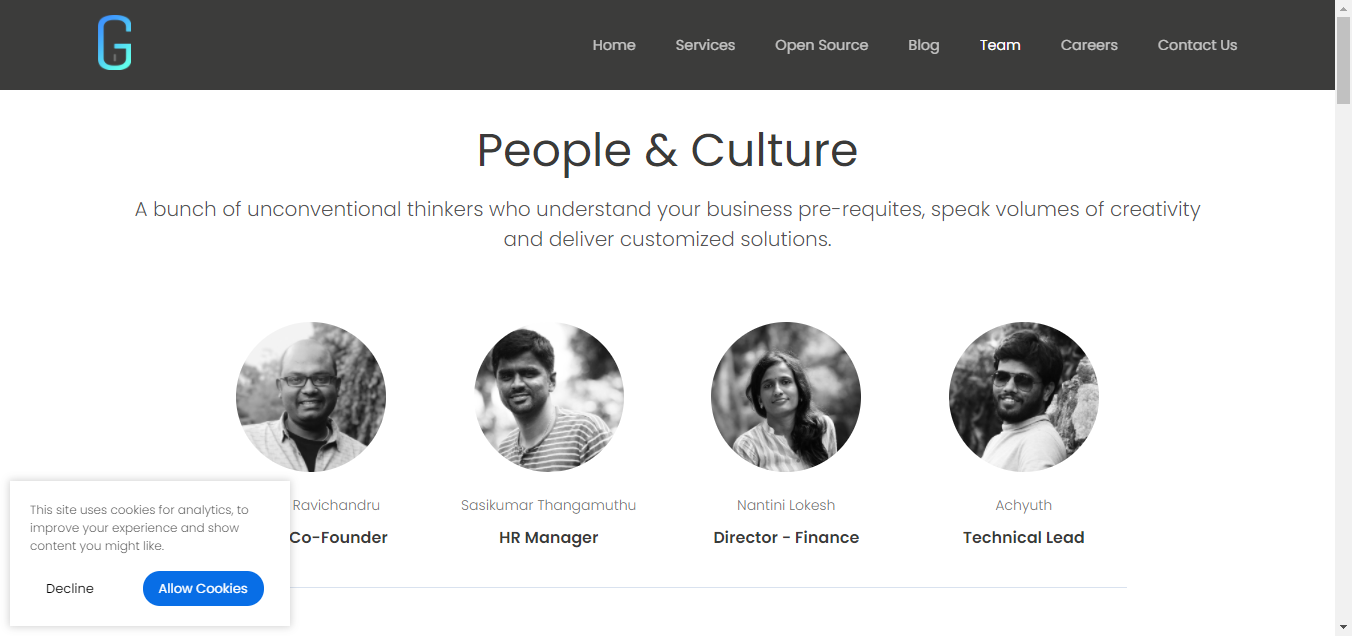 G
Home Services Open Source Blog Team Careers Contact Us
People & Culture
A bunch of unconventional thinkers who understand your business pre-requites, speak volumes of creativity
and deliver customized solutions.
Ravichandru
Co-Founder
Sasikumar Thangamuthu
HR Manager
Nantini Lokesh
Director - Finance
Achyuth
Technical Lead
This site uses cookies for analytics, to
improve your experience and show
content you might like.
Decline Allow Cookies